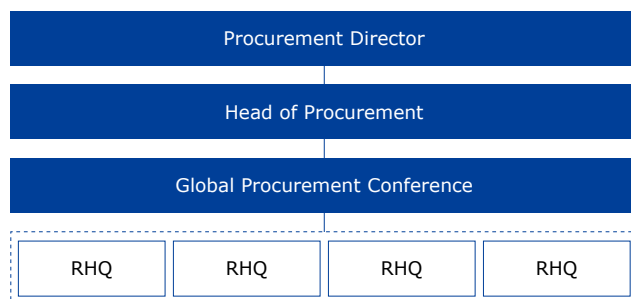 Procurement Director
Head of Procurement
Global Procurement Conference
RHQ RHQ RHQ RHQ